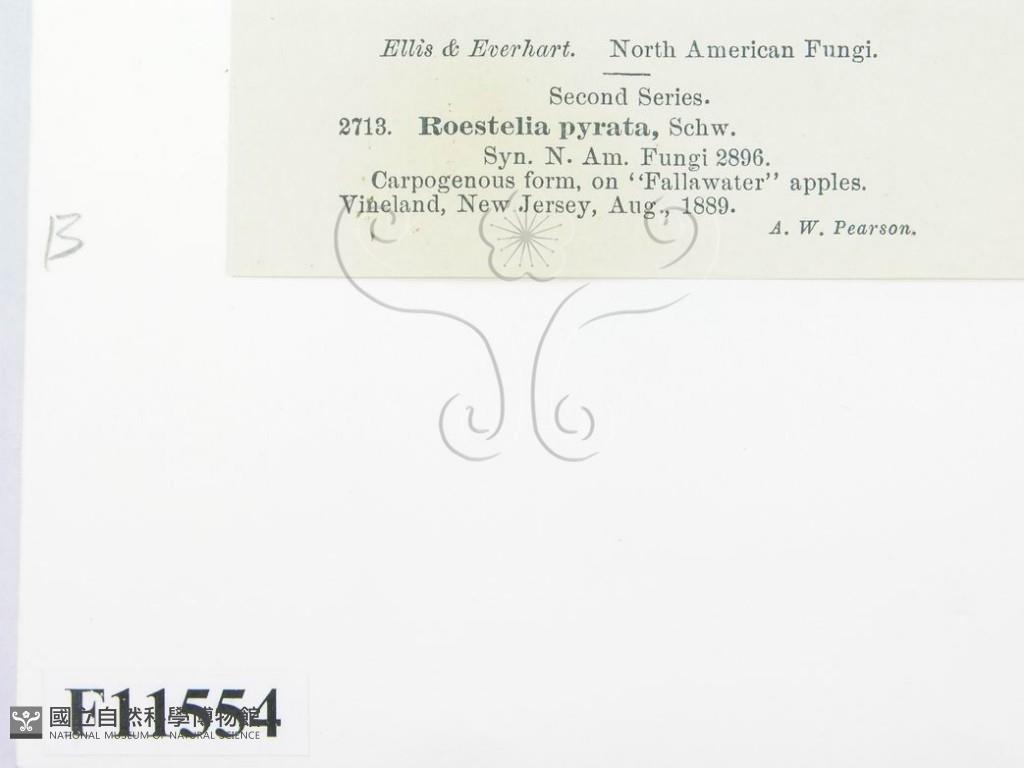 Ellis & Everhart. North American Fungi.
Second Series.
2713. Roestelia pyrata, Schw.
Syn. N. Am. Fungi 2896.
Carpogenous form, on "Fallawater" apples.
Vineland, New Jersey, Aug., 1889.
A. W. Pearson.
B
F11554
國立自然科學博物館
NATIONAL MUSEUM OF NATURAL SCIENCE